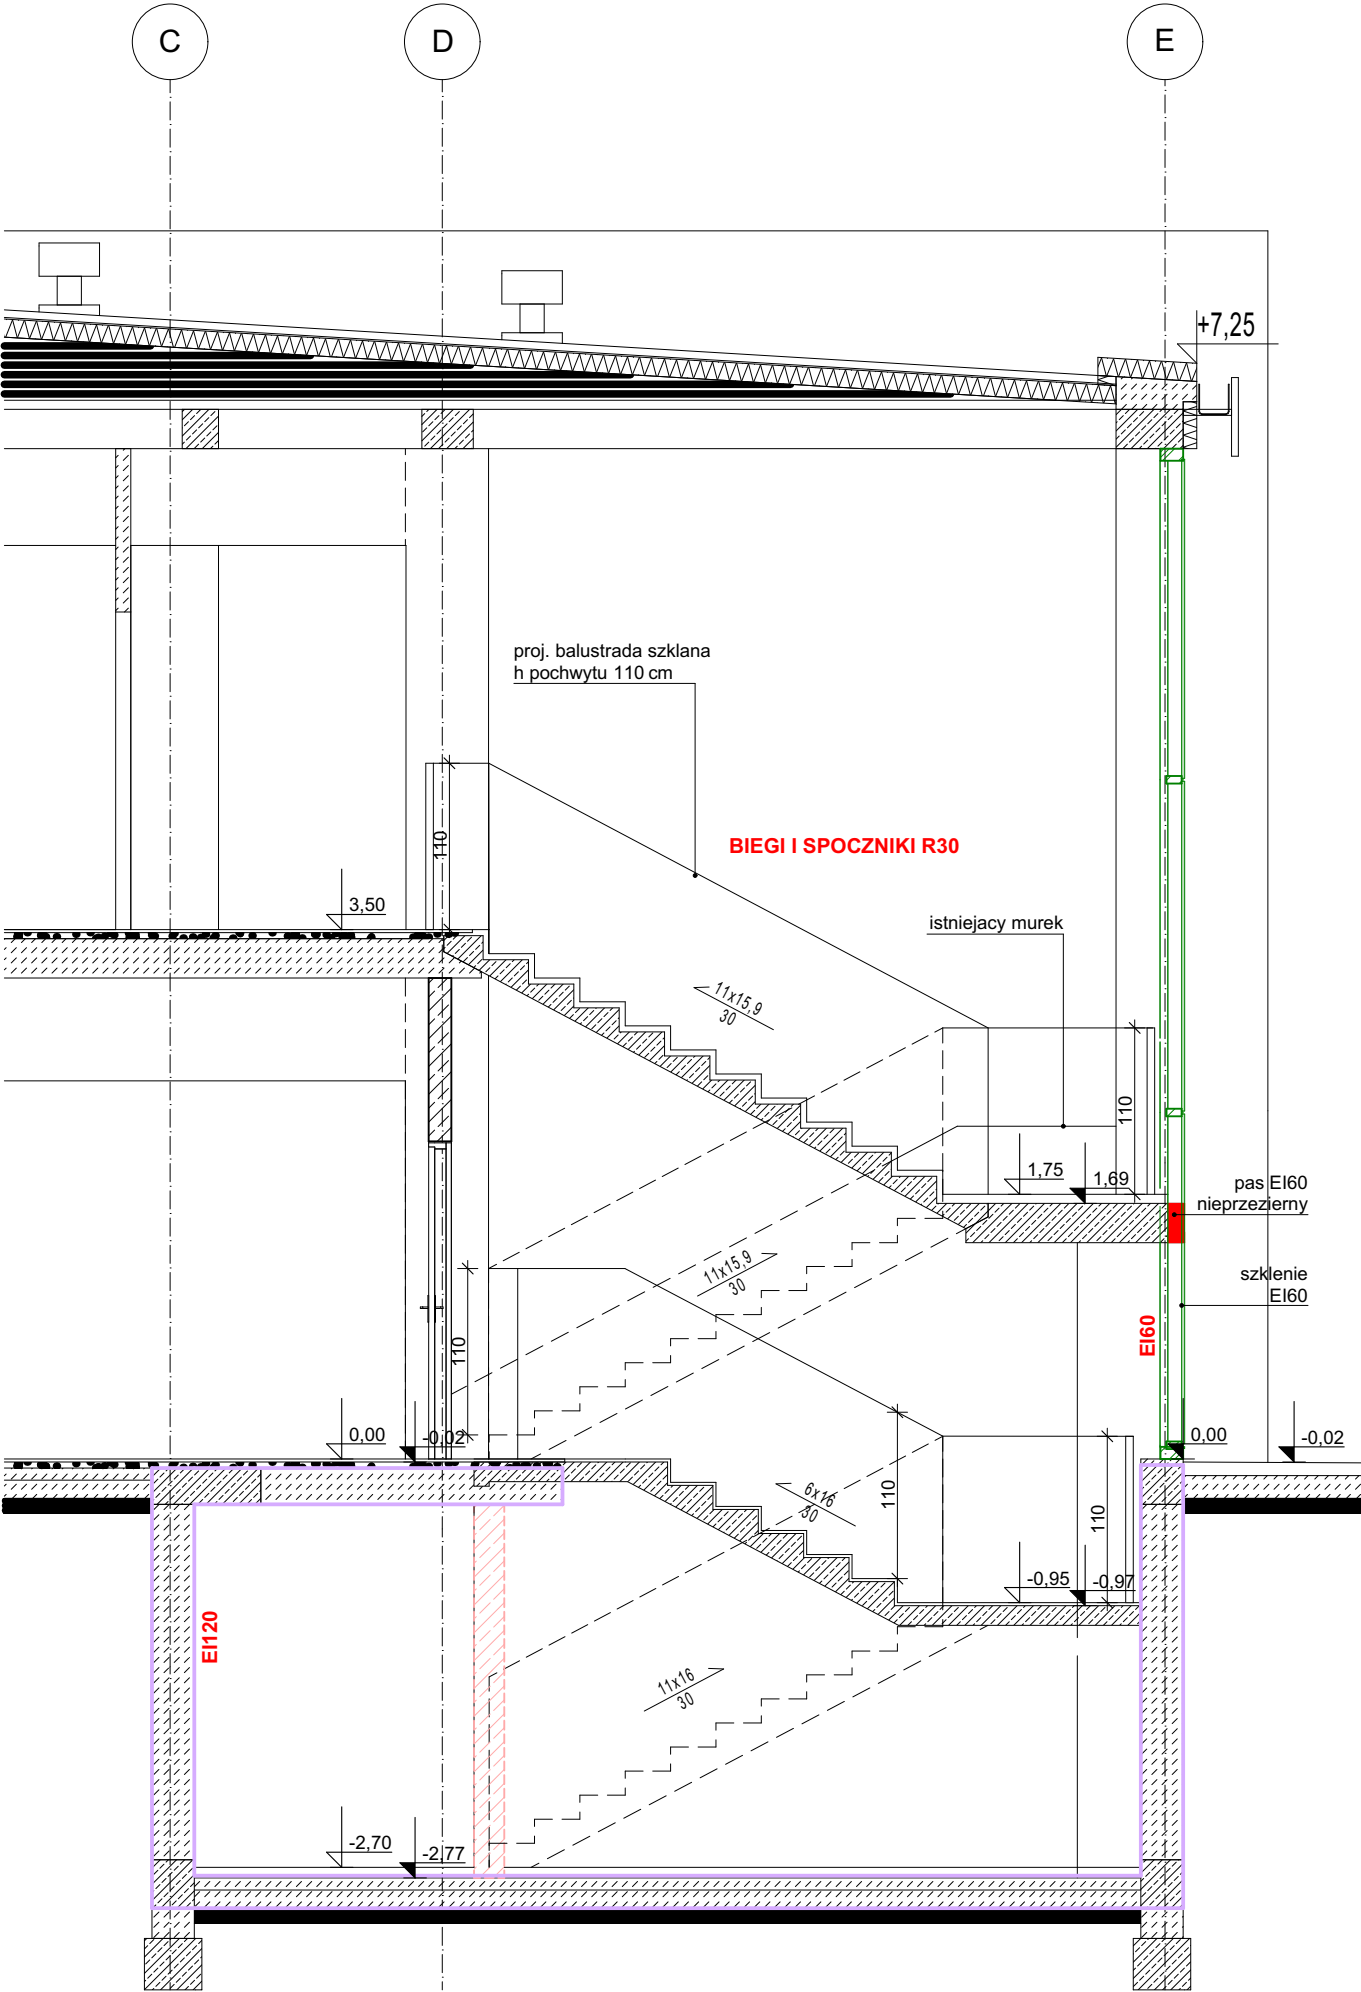 C
D
E
+7,25
proj. balustrada szklana
h pochwytu 110 cm
110
BIEGI I SPOCZNIKI R30
3,50
istniejacy murek
11x15,9
30
110
1,75
1,69
pas EI60
nieprzezierny
11x15,9
30
szklenie
EI60
EI60
110
0,00
-0,02
0,00
-0,02
6x16
30
110
110
-0,95
-0,97
EI120
11x16
30
-2,70
-2,77